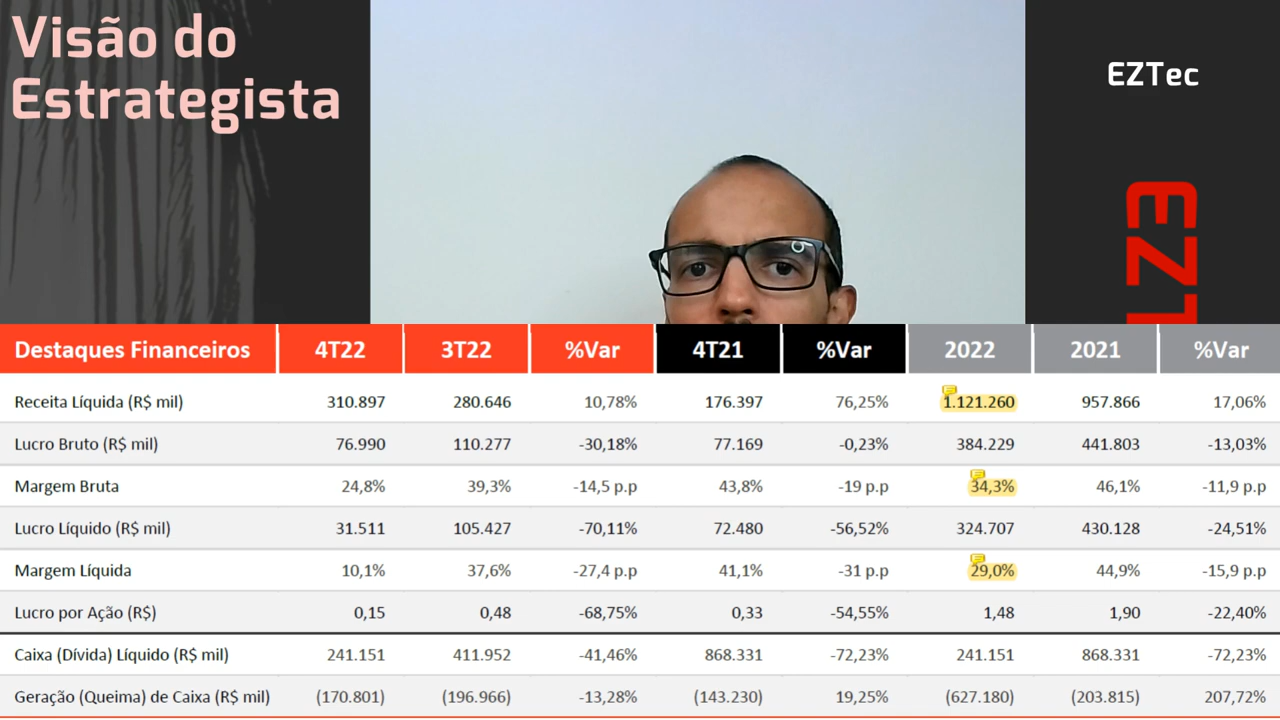 Visão do
Estrategista
EZTec
EZT
Destaques Financeiros 4T22 3T22 %Var 4T21 %Var 2022 2021 %Var
Receita Líquida (R$ mil) 310.897 280.646 10,78% 176.397 76,25% 1.121.260 957.866 17,06%
Lucro Bruto (R$ mil) 76.990 110.277 -30,18% 77.169 -0,23% 384.229 441.803 -13,03%
Margem Bruta 24,8% 39,3% -14,5 p.p 43,8% -19 p.p 34,3% 46,1% -11,9 p.p
Lucro Líquido (R$ mil) 31.511 105.427 -70,11% 72.480 -56,52% 324.707 430.128 -24,51%
Margem Líquida 10,1% 37,6% -27,4 p.p 41,1% -31 p.p 29,0% 44,9% -15,9 p.p
Lucro por Ação (R$) 0,15 0,48 -68,75% 0,33 -54,55% 1,48 1,90 -22,40%
Caixa (Dívida) Líquido (R$ mil) 241.151 411.952 -41,46% 868.331 -72,23% 241.151 868.331 -72,23%
Geração (Queima) de Caixa (R$ mil) (170.801) (196.966) -13,28% (143.230) 19,25% (627.180) (203.815) 207,72%